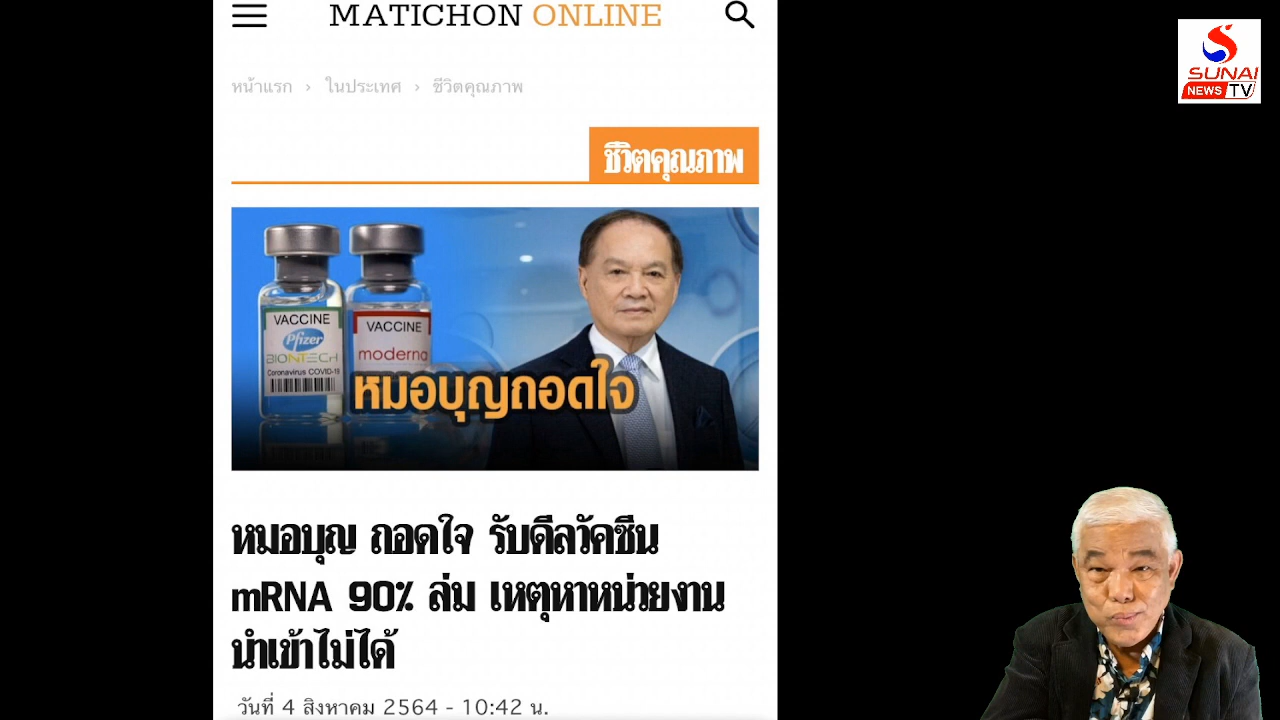 MATICHON ONLINE
SUNAI
NEWS TV
หน้าแรก › ในประเทศ › ชีวิตคุณภาพ
ชีวิตคุณภาพ
VACCINE
Pfizer
BIONTECH
Coronavirus COVID-19
VACCINE
moderna
หมอบุญถอดใจ
หมอบุญ ถอดใจ รับดีลวัคซีน
mRNA 90% ล่ม เหตุหาหน่วยงาน
นำเข้าไม่ได้
วันที่ 4 สิงหาคม 2564 - 10:42 น.